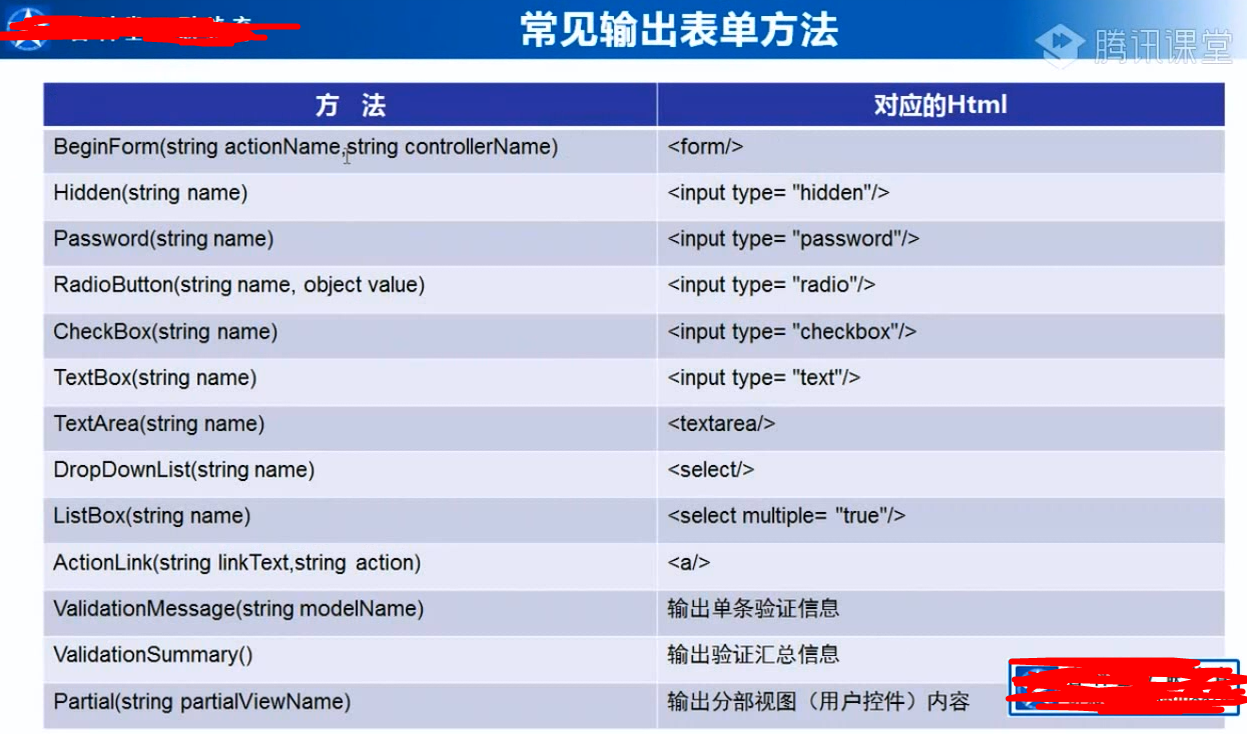 常见输出表单方法
腾讯课堂
方 法 对应的Html
BeginForm(string actionName,string controllerName) <form/>
Hidden(string name) <input type= "hidden"/>
Password(string name) <input type= "password"/>
RadioButton(string name, object value) <input type= "radio"/>
CheckBox(string name) <input type= "checkbox"/>
TextBox(string name) <input type= "text"/>
TextArea(string name) <textarea/>
DropDownList(string name) <select/>
ListBox(string name) <select multiple= "true"/>
ActionLink(string linkText,string action) <a/>
ValidationMessage(string modelName) 输出单条验证信息
ValidationSummary() 输出验证汇总信息
Partial(string partialViewName) 输出分部视图（用户控件）内容